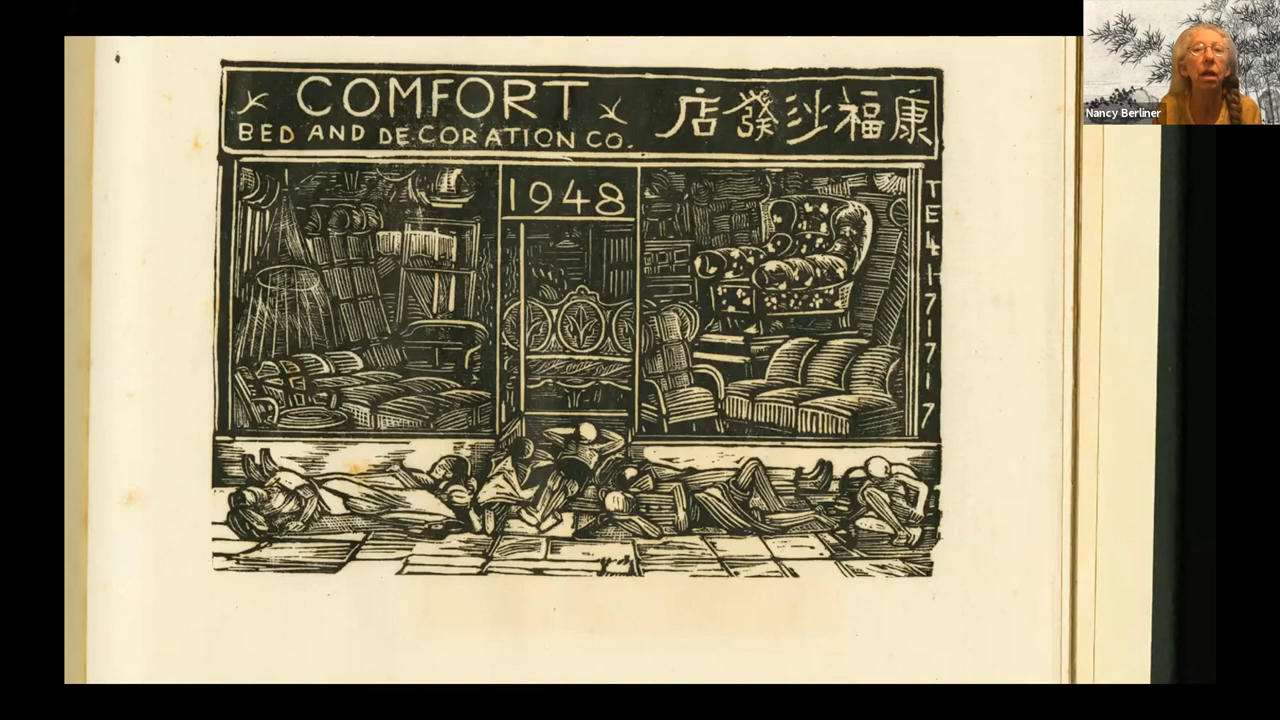 COMFORT
BED AND DECORATION CO.
康福沙發店
1948
Nancy Berliner